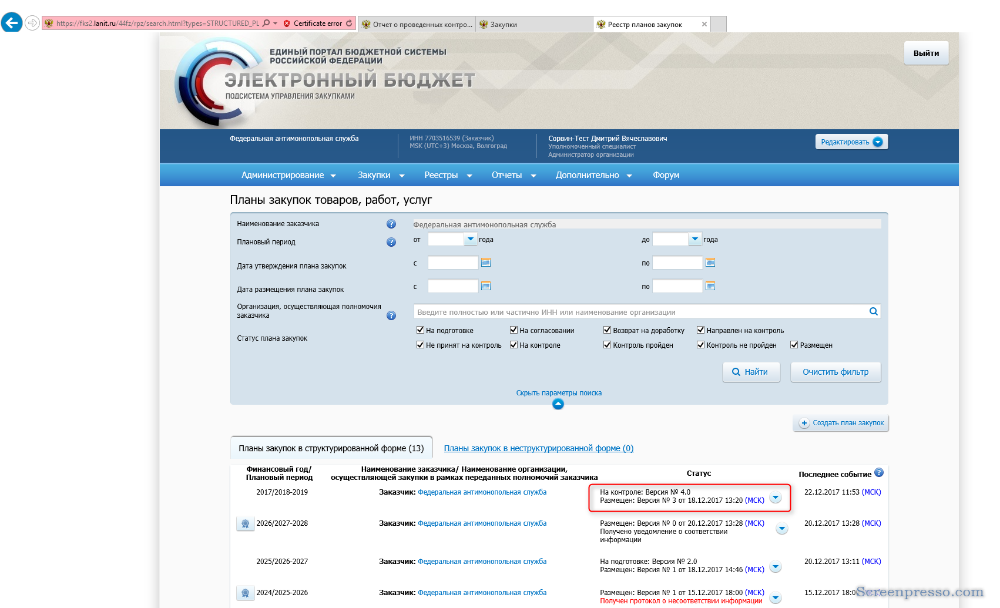 https://fks2.lanit.ru/44fz/rpz/search.html?types=STRUCTURED_PL
Certificate error
Отчет о проведенных контро...
Закупки
Реестр планов закупок
ЕДИНЫЙ ПОРТАЛ БЮДЖЕТНОЙ СИСТЕМЫ
РОССИЙСКОЙ ФЕДЕРАЦИИ
ЭЛЕКТРОННЫЙ БЮДЖЕТ
ПОДСИСТЕМА УПРАВЛЕНИЯ ЗАКУПКАМИ
Выйти
Федеральная антимонопольная служба
ИНН 7703516539 (Заказчик)
MSK (UTC+3) Москва, Волгоград
Сорвин-Тест Дмитрий Вячеславович
Уполномоченный специалист
Администратор организации
Редактировать
Администрирование Закупки Реестры Отчеты Дополнительно Форум
Планы закупок товаров, работ, услуг
Наименование заказчика ? Федеральная антимонопольная служба
Плановый период ? от года до года
Дата утверждения плана закупок с по
Дата размещения плана закупок с по
Организация, осуществляющая полномочия
заказчика ?
Введите полностью или частично ИНН или наименование организации
Статус плана закупок
На подготовке На согласовании Возврат на доработку Направлен на контроль
Не принят на контроль На контроле Контроль пройден Контроль не пройден Размещен
Найти Очистить фильтр
Скрыть параметры поиска
Создать план закупок
Планы закупок в структурированной форме (13) Планы закупок в неструктурированной форме (0)
Финансовый год/
Плановый период
Наименование заказчика/ Наименование организации,
осуществляющей закупки в рамках переданных полномочий заказчика
Статус
Последнее событие ?
2017/2018-2019 Заказчик: Федеральная антимонопольная служба
На контроле: Версия № 4.0
Размещен: Версия № 3 от 18.12.2017 13:20 (МСК)
22.12.2017 11:53 (МСК)
2026/2027-2028 Заказчик: Федеральная антимонопольная служба
Размещен: Версия № 0 от 20.12.2017 13:28 (МСК)
Получено уведомление о соответствии
информации
20.12.2017 13:28 (МСК)
2025/2026-2027 Заказчик: Федеральная антимонопольная служба
На подготовке: Версия № 2.0
Размещен: Версия № 1 от 18.12.2017 14:46 (МСК)
20.12.2017 13:11 (МСК)
2024/2025-2026 Заказчик: Федеральная антимонопольная служба
Размещен: Версия № 1 от 15.12.2017 18:00 (МСК)
Получен протокол о несоответствии информации
15.12.2017 18:0
Screenpresso.com